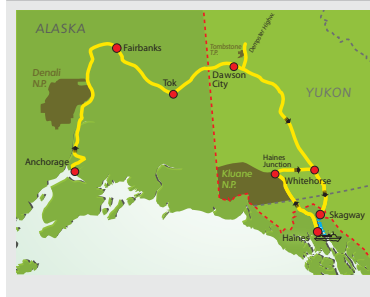 ALASKA
Fairbanks
Tombstone
T.P.
Dempster Highway
Denali
N.P.
Tok
Dawson
City
YUKON
Haines
Junction
Anchorage
Kluane
N.P.
Whitehorse
Skagway
Haines